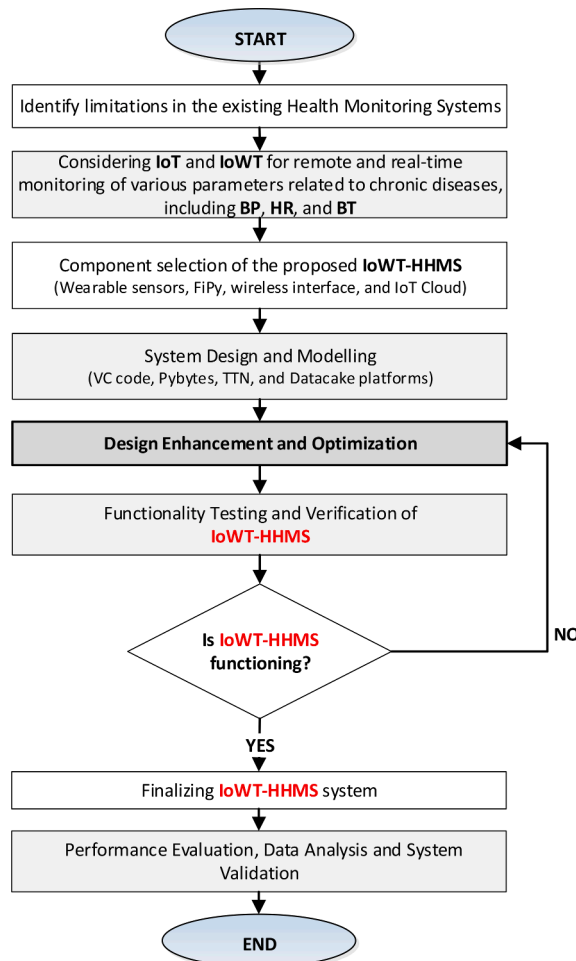 START
Identify limitations in the existing Health Monitoring Systems
Considering IoT and IoWT for remote and real-time
monitoring of various parameters related to chronic diseases,
including BP, HR, and BT
Component selection of the proposed IoWT-HHMS
(Wearable sensors, FiPy, wireless interface, and IoT Cloud)
System Design and Modelling
(VC code, Pybytes, TTN, and Datacake platforms)
Design Enhancement and Optimization
Functionality Testing and Verification of
IoWT-HHMS
Is IoWT-HHMS
functioning?
NO
YES
Finalizing IoWT-HHMS system
Performance Evaluation, Data Analysis and System
Validation
END